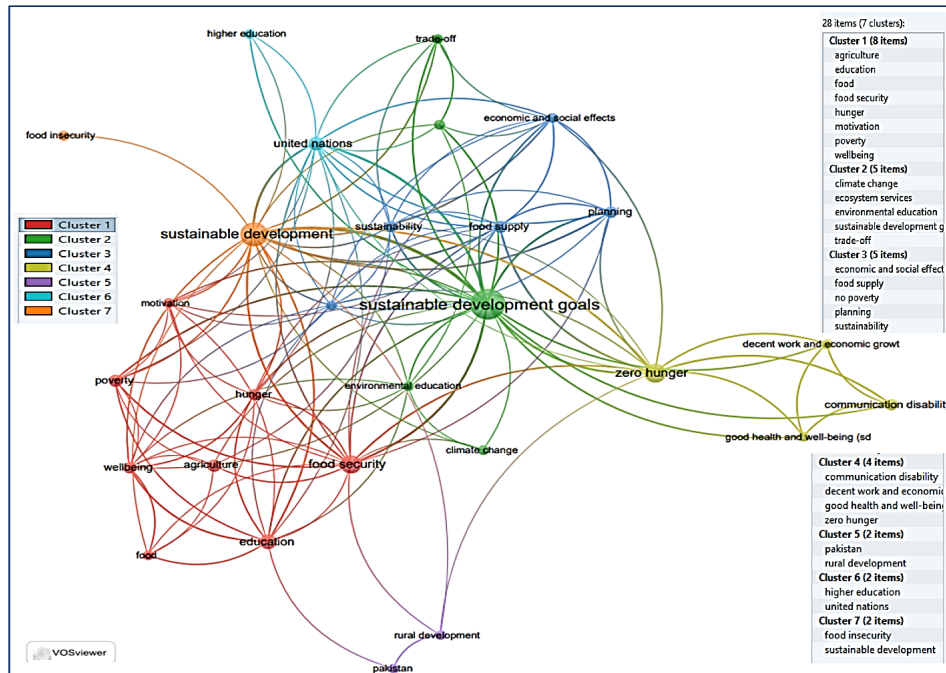 28 items (7 clusters):
Cluster 1 (8 items)
agriculture
education
food
food security
hunger
motivation
poverty
wellbeing
Cluster 2 (5 items)
climate change
ecosystem services
environmental education
sustainable development g
trade-off
Cluster 3 (5 items)
economic and social effect
food supply
no poverty
planning
sustainability
higher education
trade-off
food insecurity
united nations
economic and social effects
Cluster 1
Cluster 2
Cluster 3
Cluster 4
Cluster 5
Cluster 6
Cluster 7
sustainable development
sustainability
food supply
planning
motivation
sustainable development goals
decent work and economic growt
poverty
hunger
environmental education
zero hunger
communication disability
good health and well-being (sd
wellbeing
agriculture
food security
climate change
food
education
rural development
pakistan
Cluster 4 (4 items)
communication disability
decent work and economic
good health and well-being
zero hunger
Cluster 5 (2 items)
pakistan
rural development
Cluster 6 (2 items)
higher education
united nations
Cluster 7 (2 items)
food insecurity
sustainable development
VOSviewer